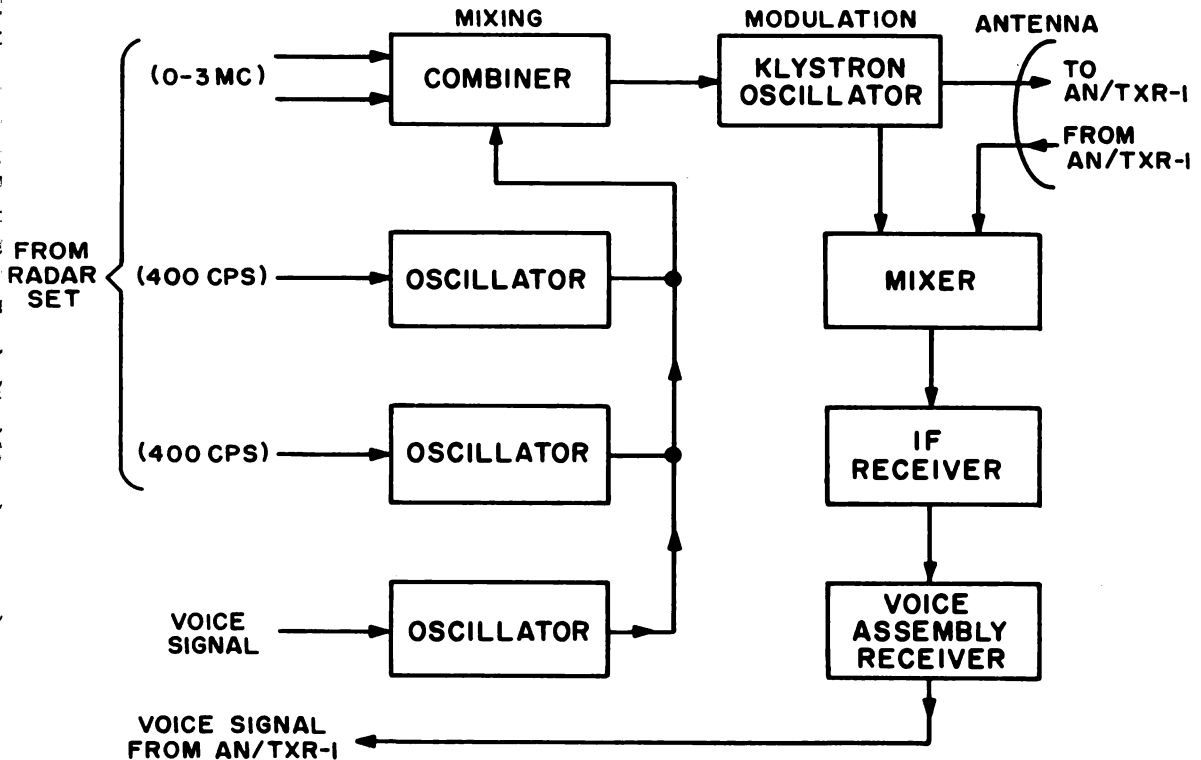 MIXING
MODULATION
ANTENNA
(0-3 MC)
COMBINER
KLYSTRON
OSCILLATOR
TO
AN/TXR-1
FROM
AN/TXR-1
FROM
RADAR
SET
(400 CPS)
OSCILLATOR
MIXER
(400 CPS)
OSCILLATOR
IF
RECEIVER
VOICE
SIGNAL
OSCILLATOR
VOICE
ASSEMBLY
RECEIVER
VOICE SIGNAL
FROM AN/TXR-1